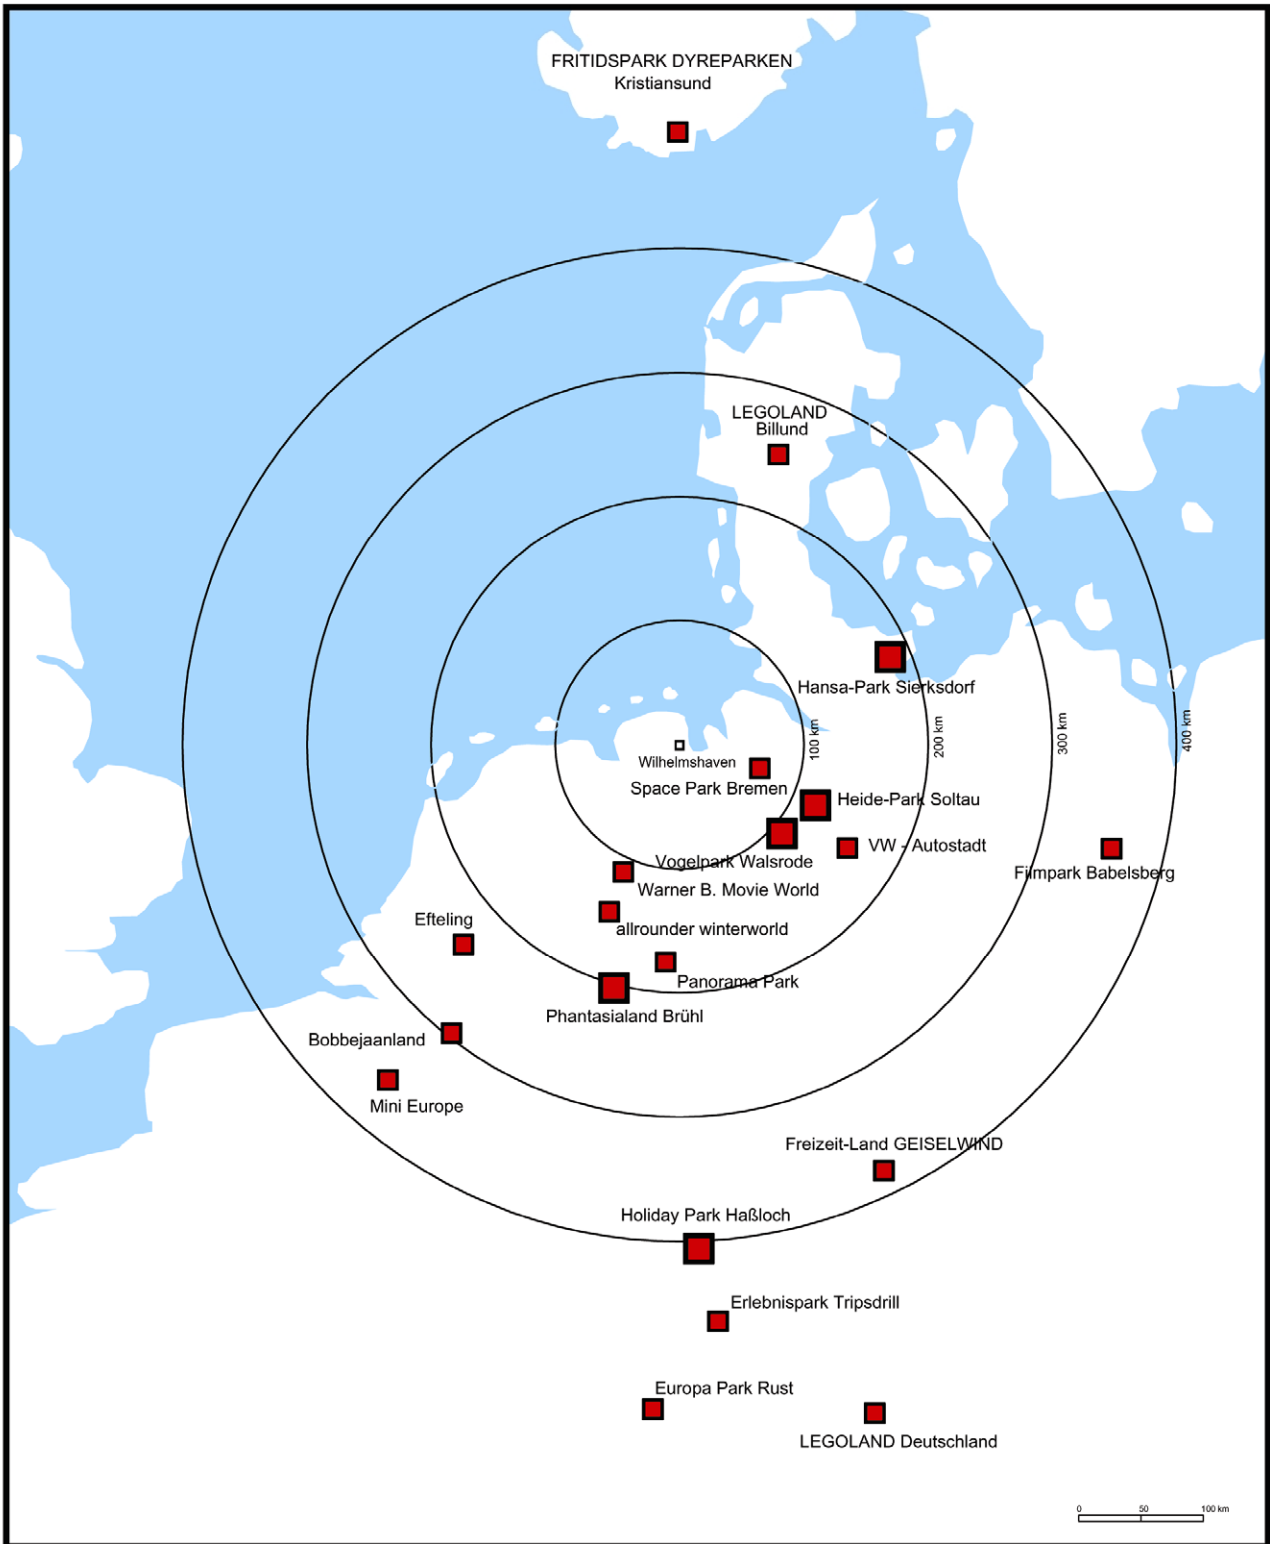 FRITIDSPARK DYREPARKEN
Kristiansund
LEGOLAND
Billund
Hansa-Park Sierksdorf
100 km
200 km
300 km
400 km
Wilhelmshaven
Space Park Bremen
Heide-Park Soltau
VW - Autostadt
Vogelpark Walsrode
Filmpark Babelsberg
Warner B. Movie World
Efteling
allrounder winterworld
Panorama Park
Phantasialand Brühl
Bobbejaanland
Mini Europe
Freizeit-Land GEISELWIND
Holiday Park Haßloch
Erlebnispark Tripsdrill
Europa Park Rust
LEGOLAND Deutschland
0 50 100 km